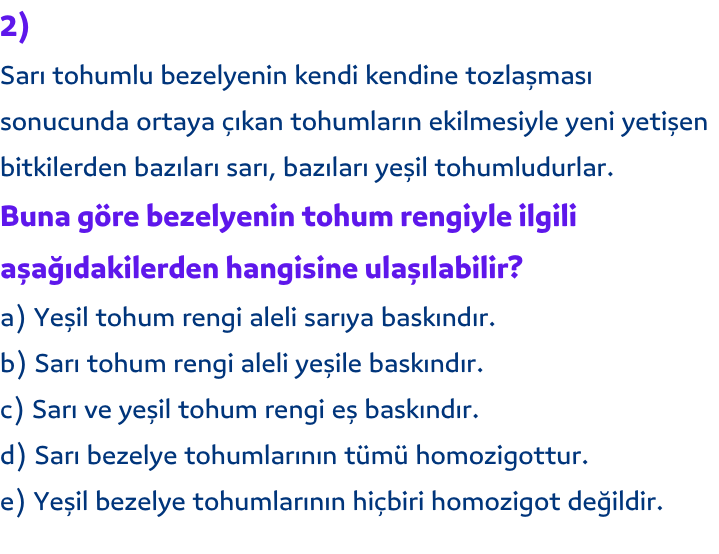 2)
Sarı tohumlu bezelyenin kendi kendine tozlaşması
sonucunda ortaya çıkan tohumların ekilmesiyle yeni yetişen
bitkilerden bazıları sarı, bazıları yeşil tohumludurlar.
Buna göre bezelyenin tohum rengiyle ilgili
aşağıdakilerden hangisine ulaşılabilir?
a) Yeşil tohum rengi aleli sarıya baskındır.
b) Sarı tohum rengi aleli yeşile baskındır.
c) Sarı ve yeşil tohum rengi eş baskındır.
d) Sarı bezelye tohumlarının tümü homozigottur.
e) Yeşil bezelye tohumlarının hiçbiri homozigot değildir.